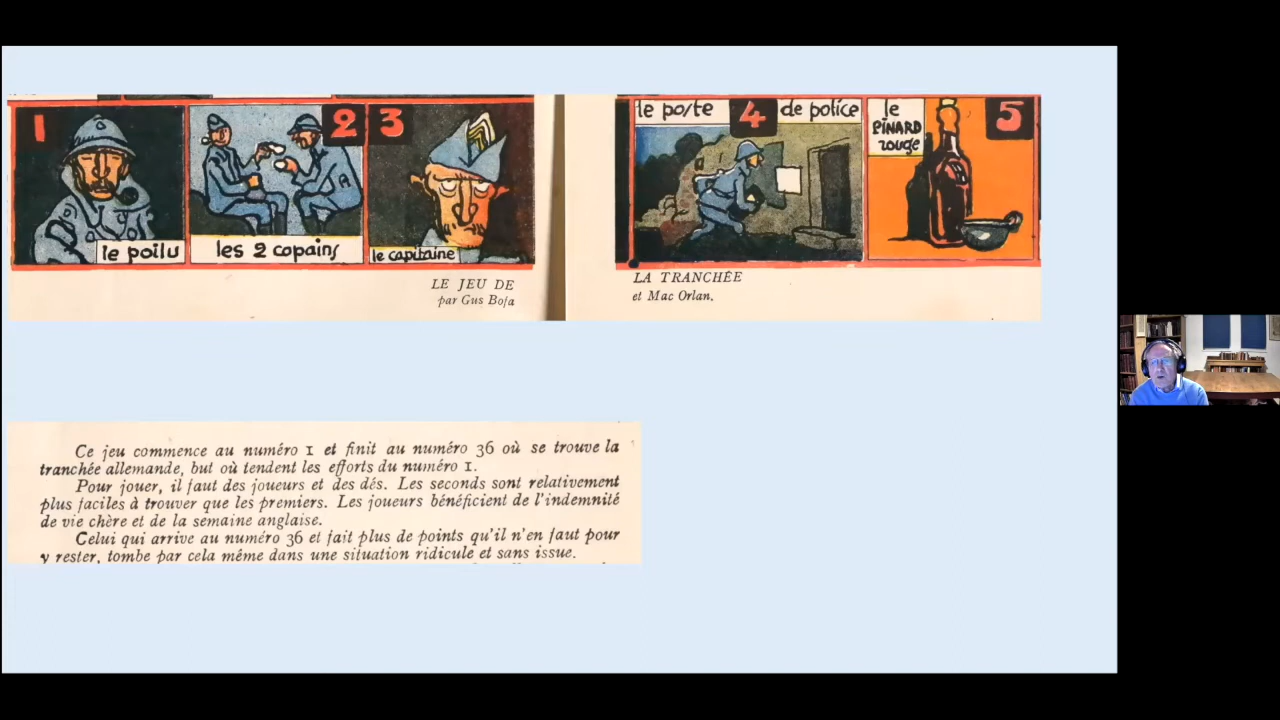 1
le poilu
2
les 2 copains
3
le capitaine
le poste 4 de police
le
PINARD
rouge
5
LE JEU DE
par Gus Bofa
LA TRANCHÉE
et Mac Orlan.
Ce jeu commence au numéro 1 et finit au numéro 36 où se trouve la
tranchée allemande, but où tendent les efforts du numéro 1.
Pour jouer, il faut des joueurs et des dés. Les seconds sont relativement
plus faciles à trouver que les premiers. Les joueurs bénéficient de l'indemnité
de vie chère et de la semaine anglaise.
Celui qui arrive au numéro 36 et fait plus de points qu'il n'en faut pour
y rester, tombe par cela même dans une situation ridicule et sans issue.